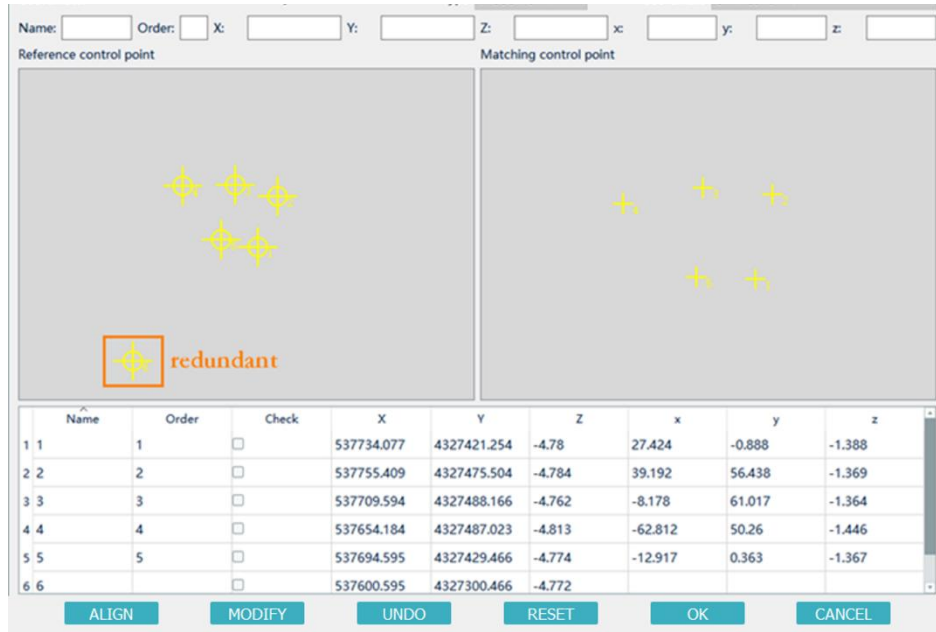 Name: Order: X: Y: Z: x: y: z:
Reference control point Matching control point
redundant
Name Order Check X Y Z x y z
1 1 1 537734.077 4327421.254 -4.78 27.424 -0.888 -1.388
2 2 2 537755.409 4327475.504 -4.784 39.192 56.438 -1.369
3 3 3 537709.594 4327488.166 -4.762 -8.178 61.017 -1.364
4 4 4 537654.184 4327487.023 -4.813 -62.812 50.26 -1.446
5 5 5 537694.595 4327429.466 -4.774 -12.917 0.363 -1.367
6 6 537600.595 4327300.466 -4.772
ALIGN MODIFY UNDO RESET OK CANCEL